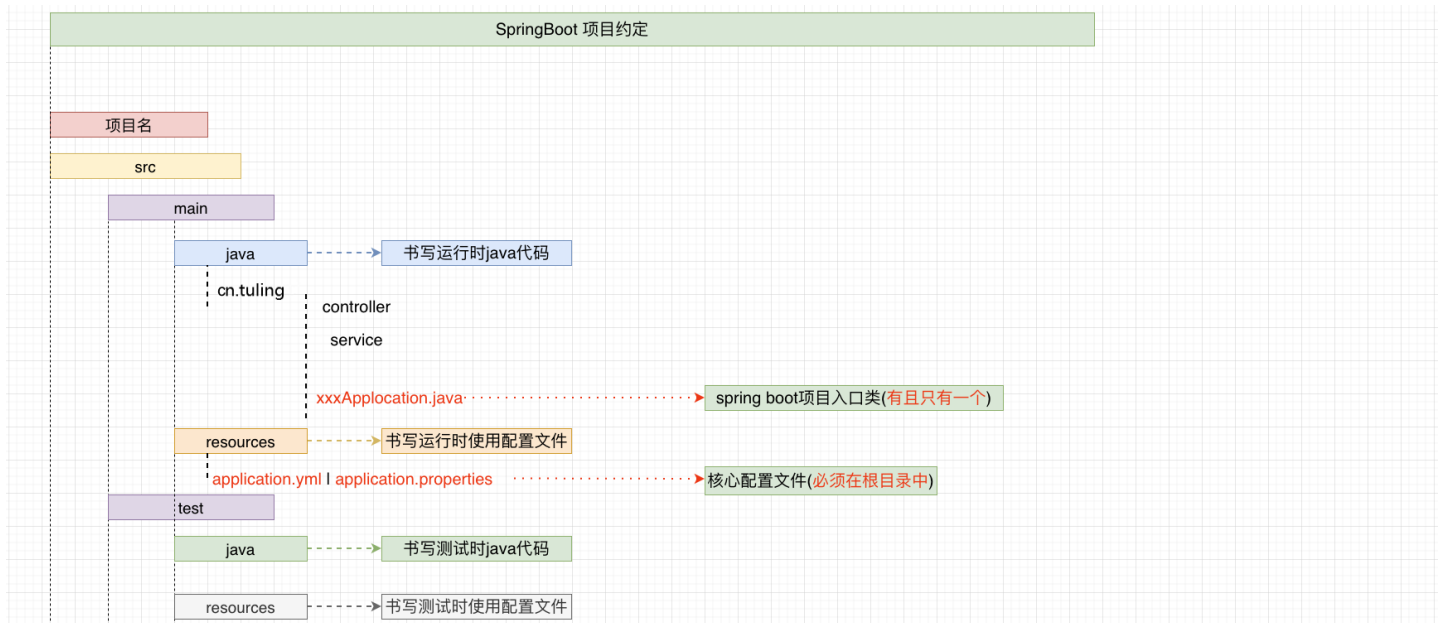 SpringBoot 项目约定
项目名
src
main
java 书写运行时java代码
cn.tuling
controller
service
xxxApplocation.java spring boot项目入口类(有且只有一个)
resources 书写运行时使用配置文件
application.yml | application.properties 核心配置文件(必须在根目录中)
test
java 书写测试时java代码
resources 书写测试时使用配置文件